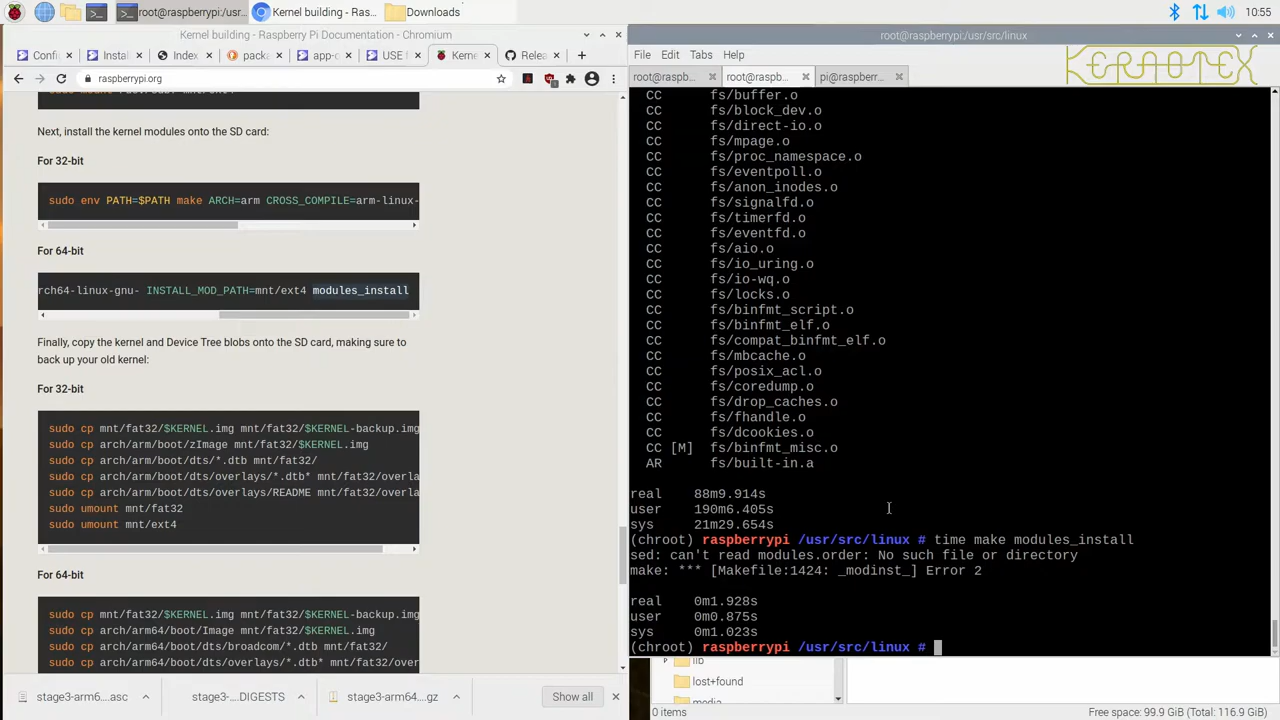 root@raspberrypi: /usr...
Kernel building - Ras...
Downloads
10:55
Kernel building - Raspberry Pi Documentation - Chromium
root@raspberrypi:/usr/src/linux
Confi
Instal
Index
packa
app-c
USE f
Kerne
Relea
raspberrypi.org
File Edit Tabs Help
KERAOTEX
root@raspb...
root@raspb...
pi@raspberr...
Next, install the kernel modules onto the SD card:
For 32-bit
sudo env PATH=$PATH make ARCH=arm CROSS_COMPILE=arm-linux-
For 64-bit
rch64-linux-gnu- INSTALL_MOD_PATH=mnt/ext4 modules_install
Finally, copy the kernel and Device Tree blobs onto the SD card, making sure to
back up your old kernel:
For 32-bit
sudo cp mnt/fat32/$KERNEL.img mnt/fat32/$KERNEL-backup.img
sudo cp arch/arm/boot/zImage mnt/fat32/$KERNEL.img
sudo cp arch/arm/boot/dts/*.dtb mnt/fat32/
sudo cp arch/arm/boot/dts/overlays/*.dtb* mnt/fat32/overla
sudo cp arch/arm/boot/dts/overlays/README mnt/fat32/overla
sudo umount mnt/fat32
sudo umount mnt/ext4
For 64-bit
sudo cp mnt/fat32/$KERNEL.img mnt/fat32/$KERNEL-backup.img
sudo cp arch/arm64/boot/Image mnt/fat32/$KERNEL.img
sudo cp arch/arm64/boot/dts/broadcom/*.dtb mnt/fat32/
sudo cp arch/arm64/boot/dts/overlays/*.dtb* mnt/fat32/over
CC fs/buffer.o
CC fs/block_dev.o
CC fs/direct-io.o
CC fs/mpage.o
CC fs/proc_namespace.o
CC fs/eventpoll.o
CC fs/anon_inodes.o
CC fs/signalfd.o
CC fs/timerfd.o
CC fs/eventfd.o
CC fs/aio.o
CC fs/io_uring.o
CC fs/io-wq.o
CC fs/locks.o
CC fs/binfmt_script.o
CC fs/binfmt_elf.o
CC fs/compat_binfmt_elf.o
CC fs/mbcache.o
CC fs/posix_acl.o
CC fs/coredump.o
CC fs/drop_caches.o
CC fs/fhandle.o
CC fs/dcookies.o
CC [M] fs/binfmt_misc.o
AR fs/built-in.a
real 88m9.914s
user 190m6.405s
sys 21m29.654s
(chroot) raspberrypi /usr/src/linux # time make modules_install
sed: can't read modules.order: No such file or directory
make: *** [Makefile:1424: _modinst_] Error 2
real 0m1.928s
user 0m0.875s
sys 0m1.023s
(chroot) raspberrypi /usr/src/linux #
lib
lost+found
media
0 items
Free space: 99.9 GiB (Total: 116.9 GiB)
stage3-arm6....asc
stage3-....DIGESTS
stage3-arm64....gz
Show all